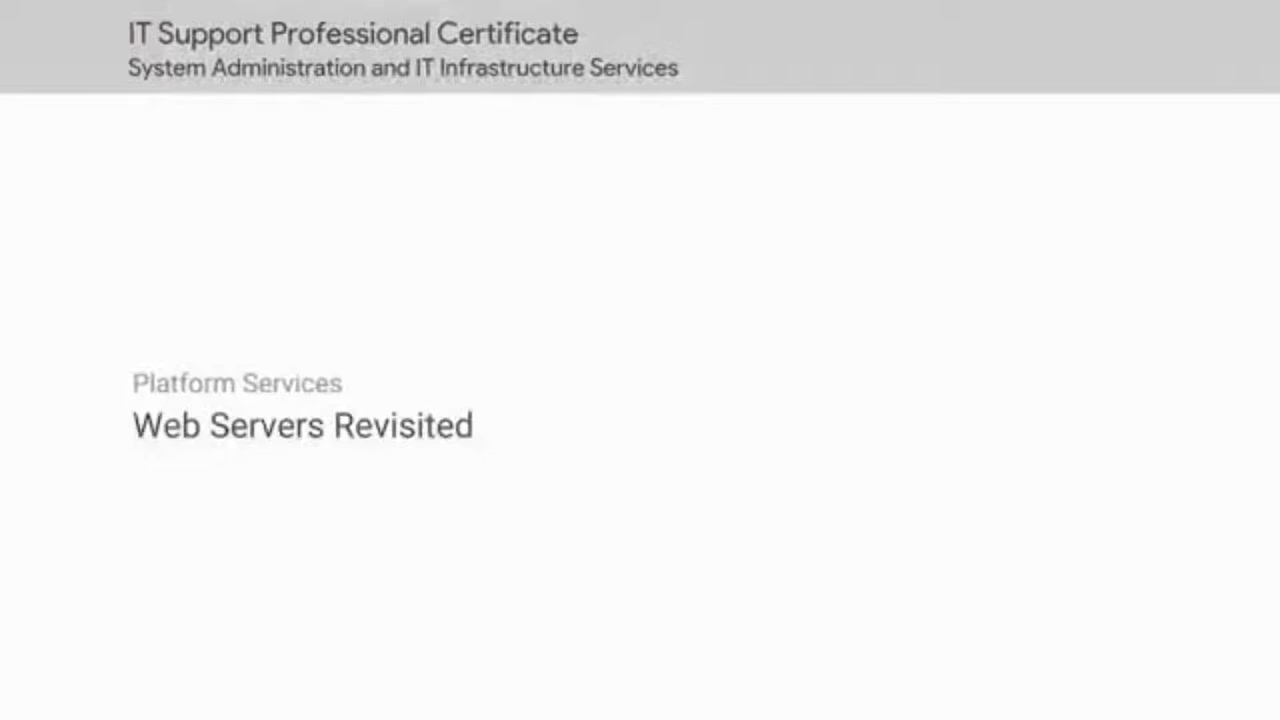 IT Support Professional Certificate
System Administration and IT Infrastructure Services
Platform Services
Web Servers Revisited